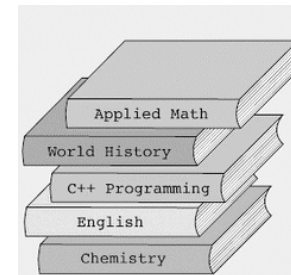 Applied Math
World History
C++ Programming
English
Chemistry